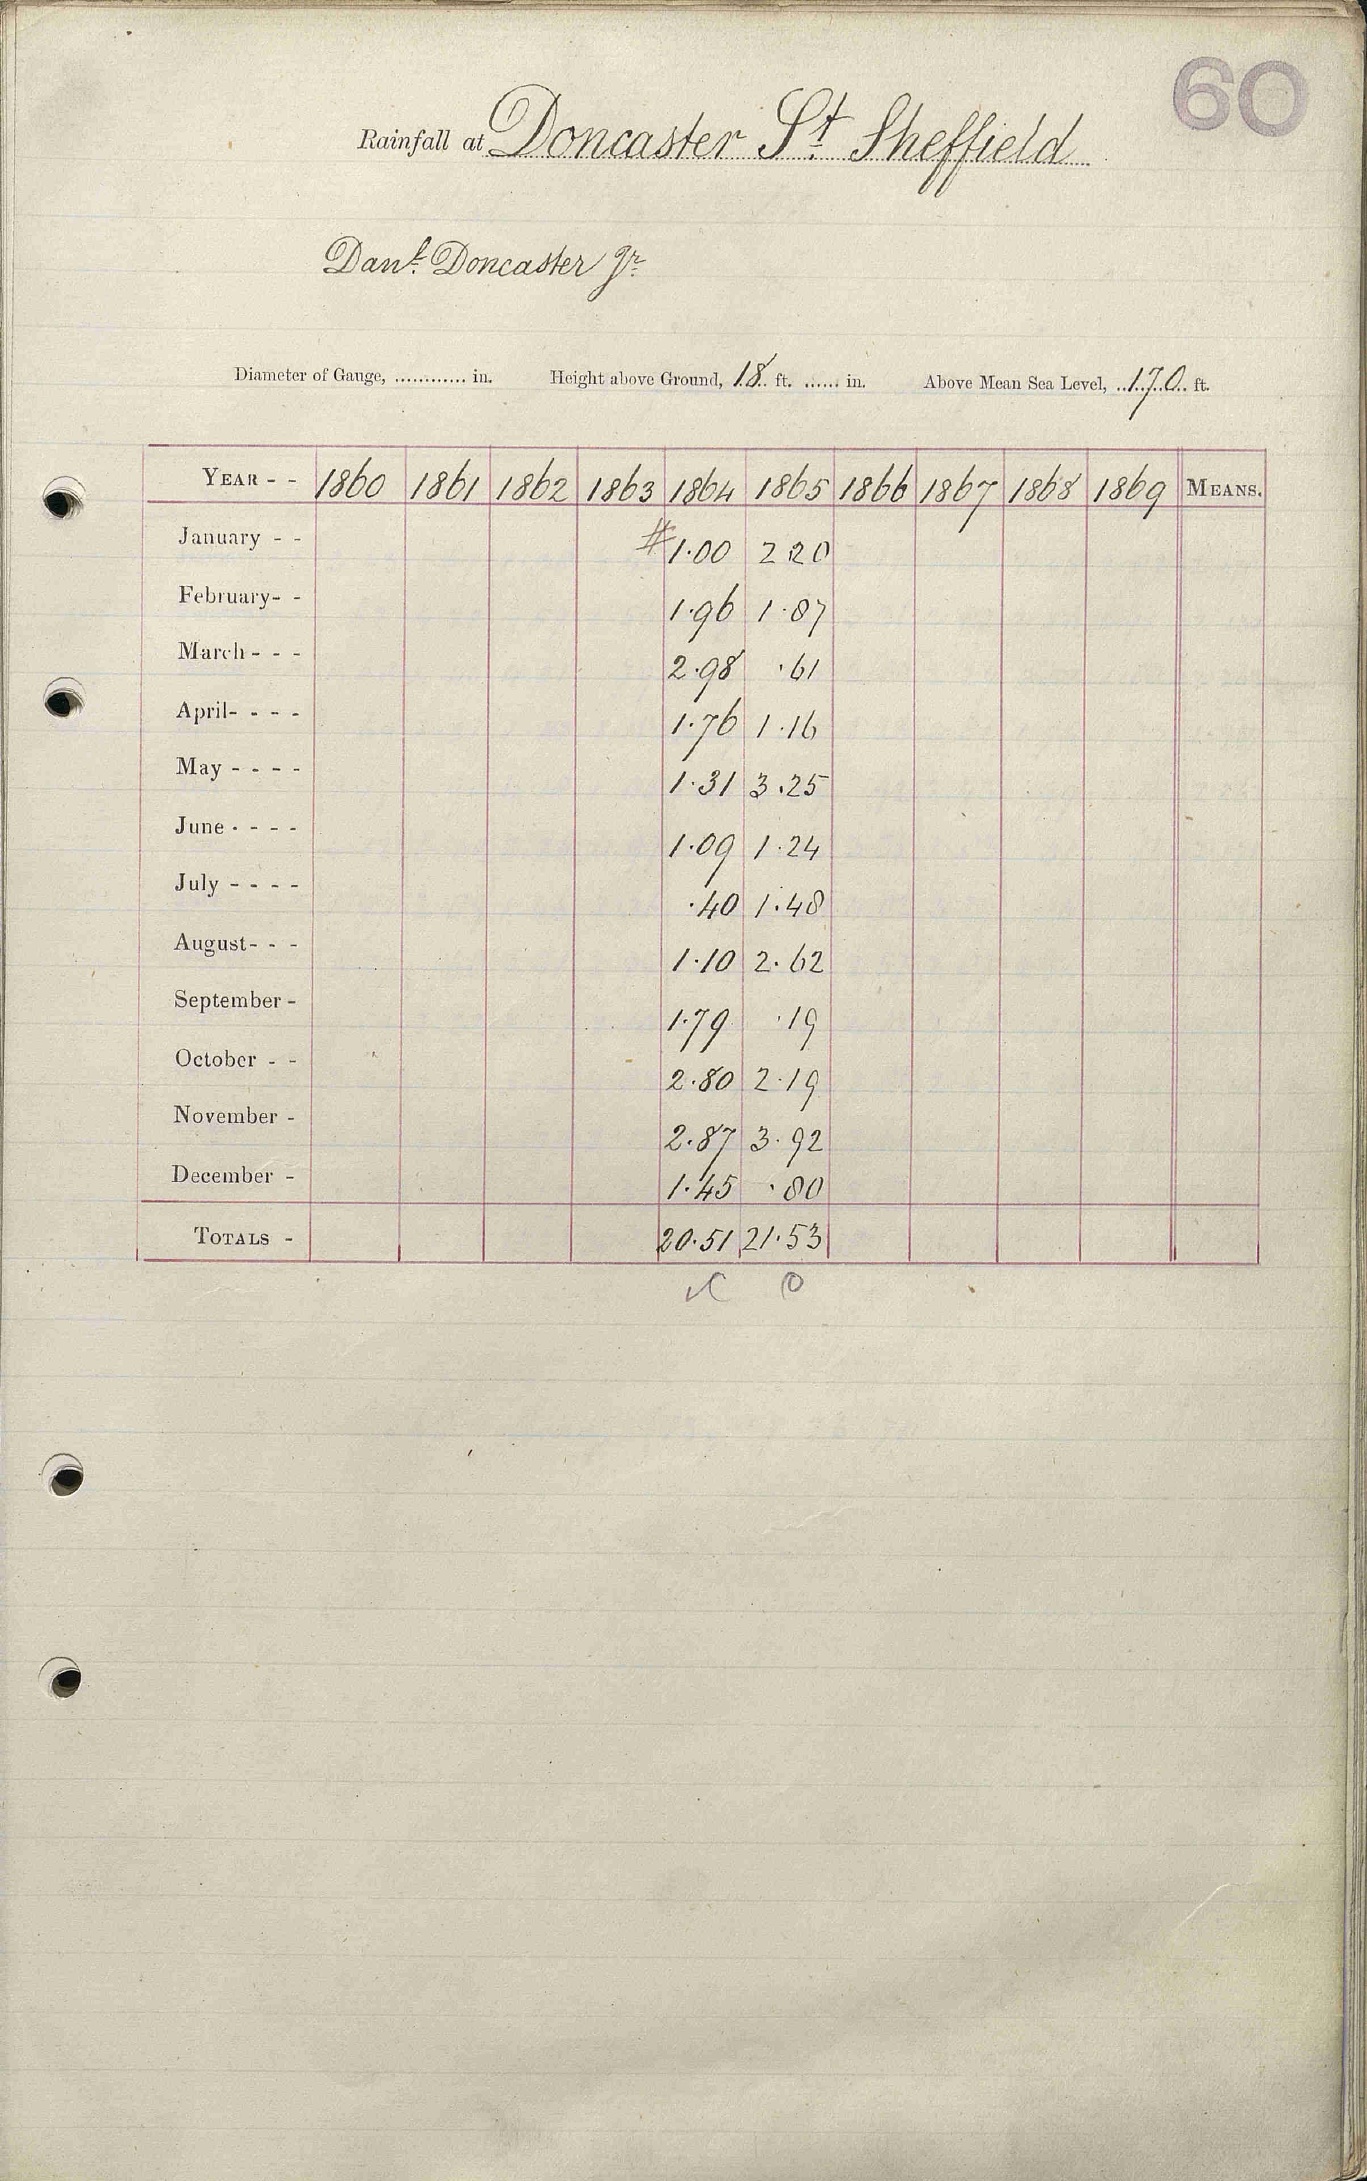 60
Rainfall at Doncaster St. Sheffield
Danl. Doncaster Jr.
Diameter of Gauge, ............ in. Height above Ground, 18 ft. ...... in. Above Mean Sea Level, 170 ft.
YEAR - - 1860 1861 1862 1863 1864 1865 1866 1867 1868 1869 MEANS.
January - - # 1.00 2.20
February- - 1.96 1.87
March - - - 2.98 .61
April- - - - 1.76 1.16
May - - - - 1.31 3.25
June - - - - 1.09 1.24
July - - - - .40 1.48
August- - - 1.10 2.62
September - 1.79 .19
October - - 2.80 2.19
November - 2.87 3.92
December - 1.45 .80
TOTALS - 20.51 21.53